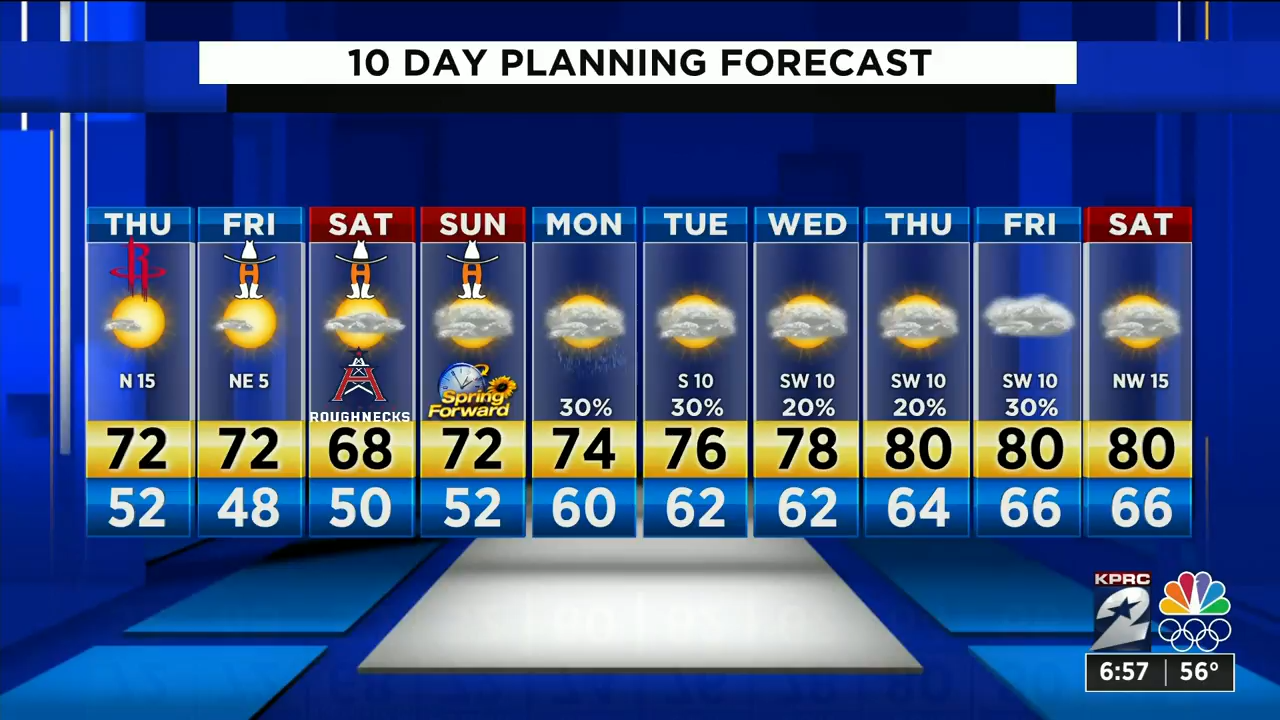 10 DAY PLANNING FORECAST
THU FRI SAT SUN MON TUE WED THU FRI SAT
R H H H
Spring
Forward
ROUGHNECKS
N 15 NE 5 S 10 SW 10 SW 10 SW 10 NW 15
30% 30% 20% 20% 30%
72 72 68 72 74 76 78 80 80 80
52 48 50 52 60 62 62 64 66 66
KPRC
2
6:57 | 56°